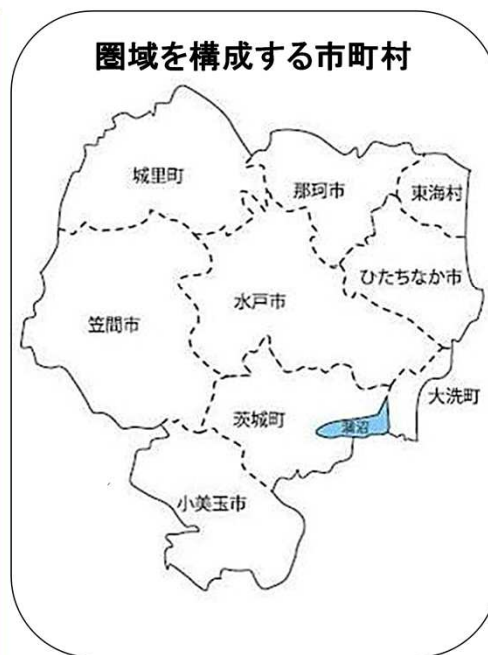 圏域を構成する市町村
城里町
那珂市
東海村
ひたちなか市
水戸市
笠間市
大洗町
茨城町
涸沼
小美玉市